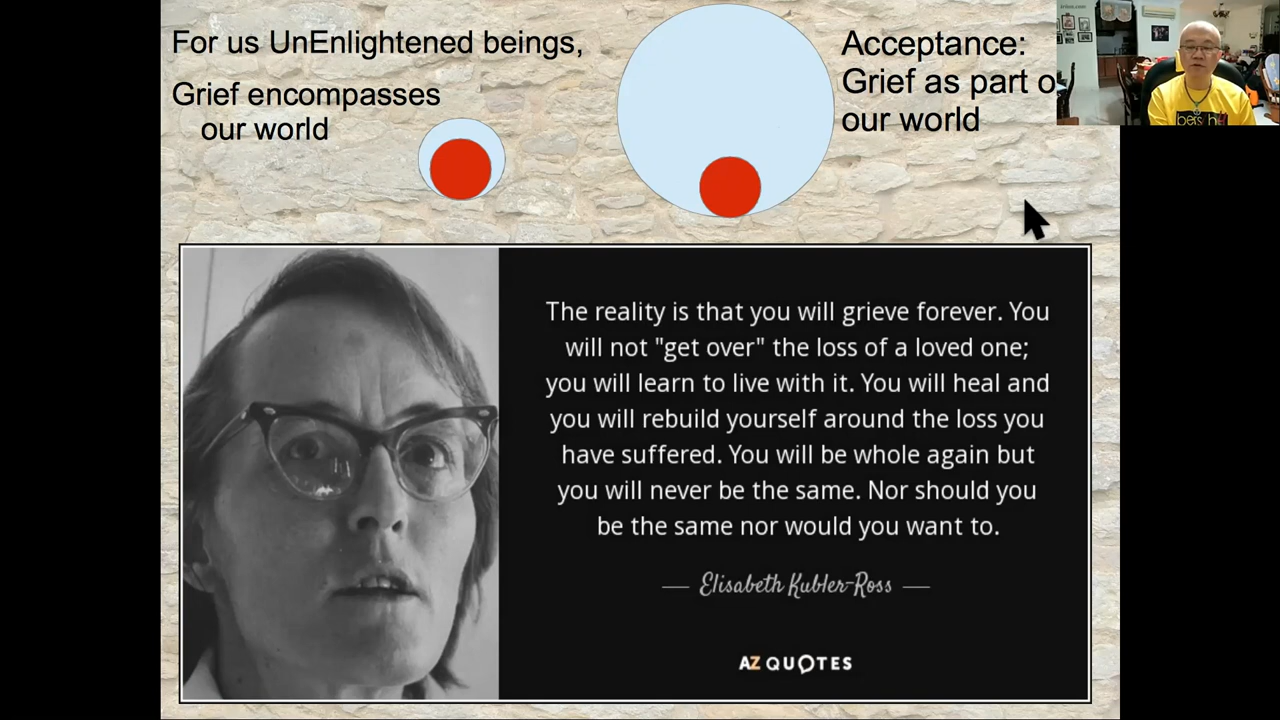 For us UnEnlightened beings,
Grief encompasses
our world
Acceptance:
Grief as part o
our world
The reality is that you will grieve forever. You
will not "get over" the loss of a loved one;
you will learn to live with it. You will heal and
you will rebuild yourself around the loss you
have suffered. You will be whole again but
you will never be the same. Nor should you
be the same nor would you want to.
— Elisabeth Kubler-Ross —
AZ QUOTES